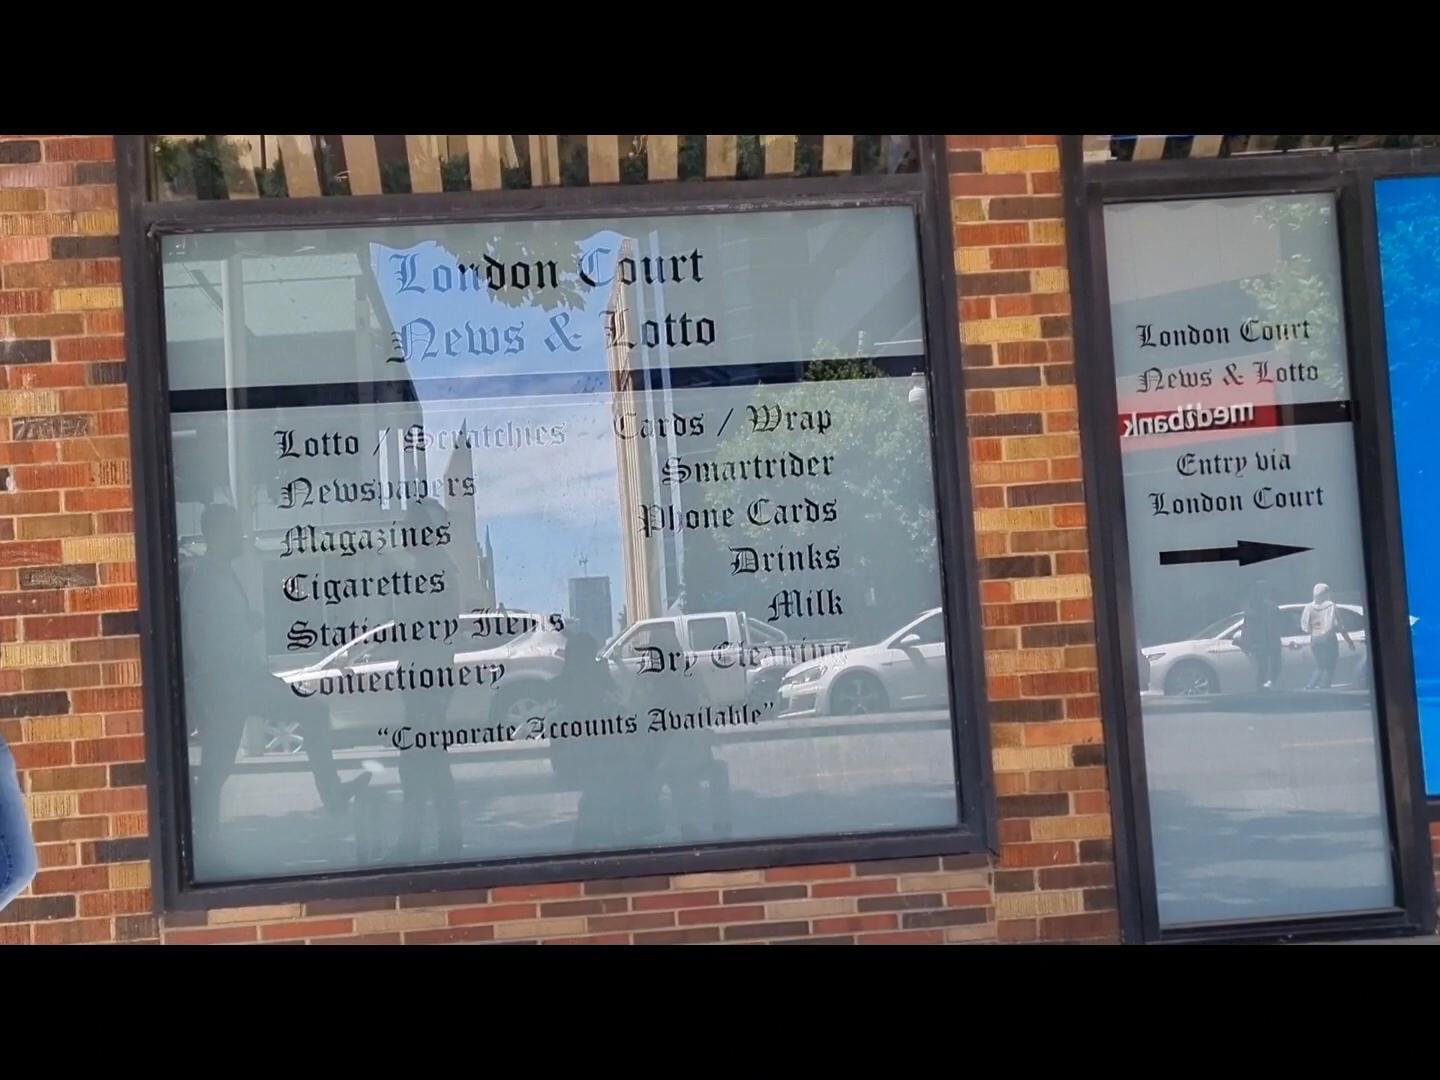 London Court
News & Lotto
Lotto / Scratchies
Newspapers
Magazines
Cigarettes
Stationery Items
Confectionery
Cards / Wrap
Smartrider
Phone Cards
Drinks
Milk
Dry Cleaning
“Corporate Accounts Available”
London Court
News & Lotto
medibank
Entry via
London Court